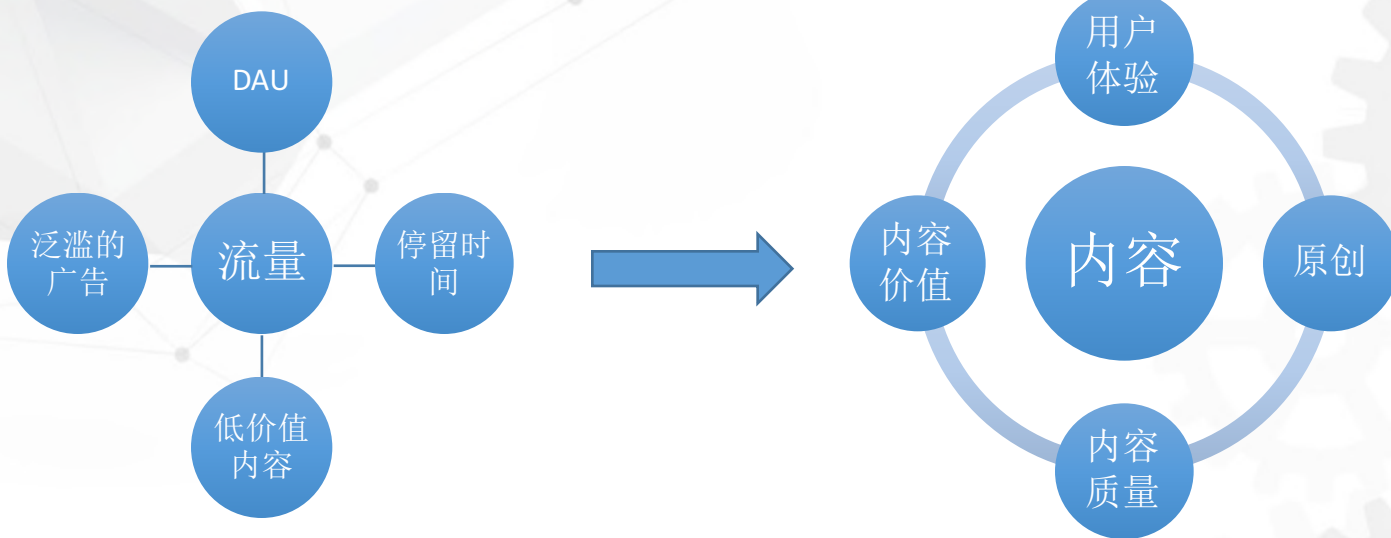 DAU
泛滥的
广告
流量
停留时
间
低价值
内容
用户
体验
内容
价值
内容
原创
内容
质量